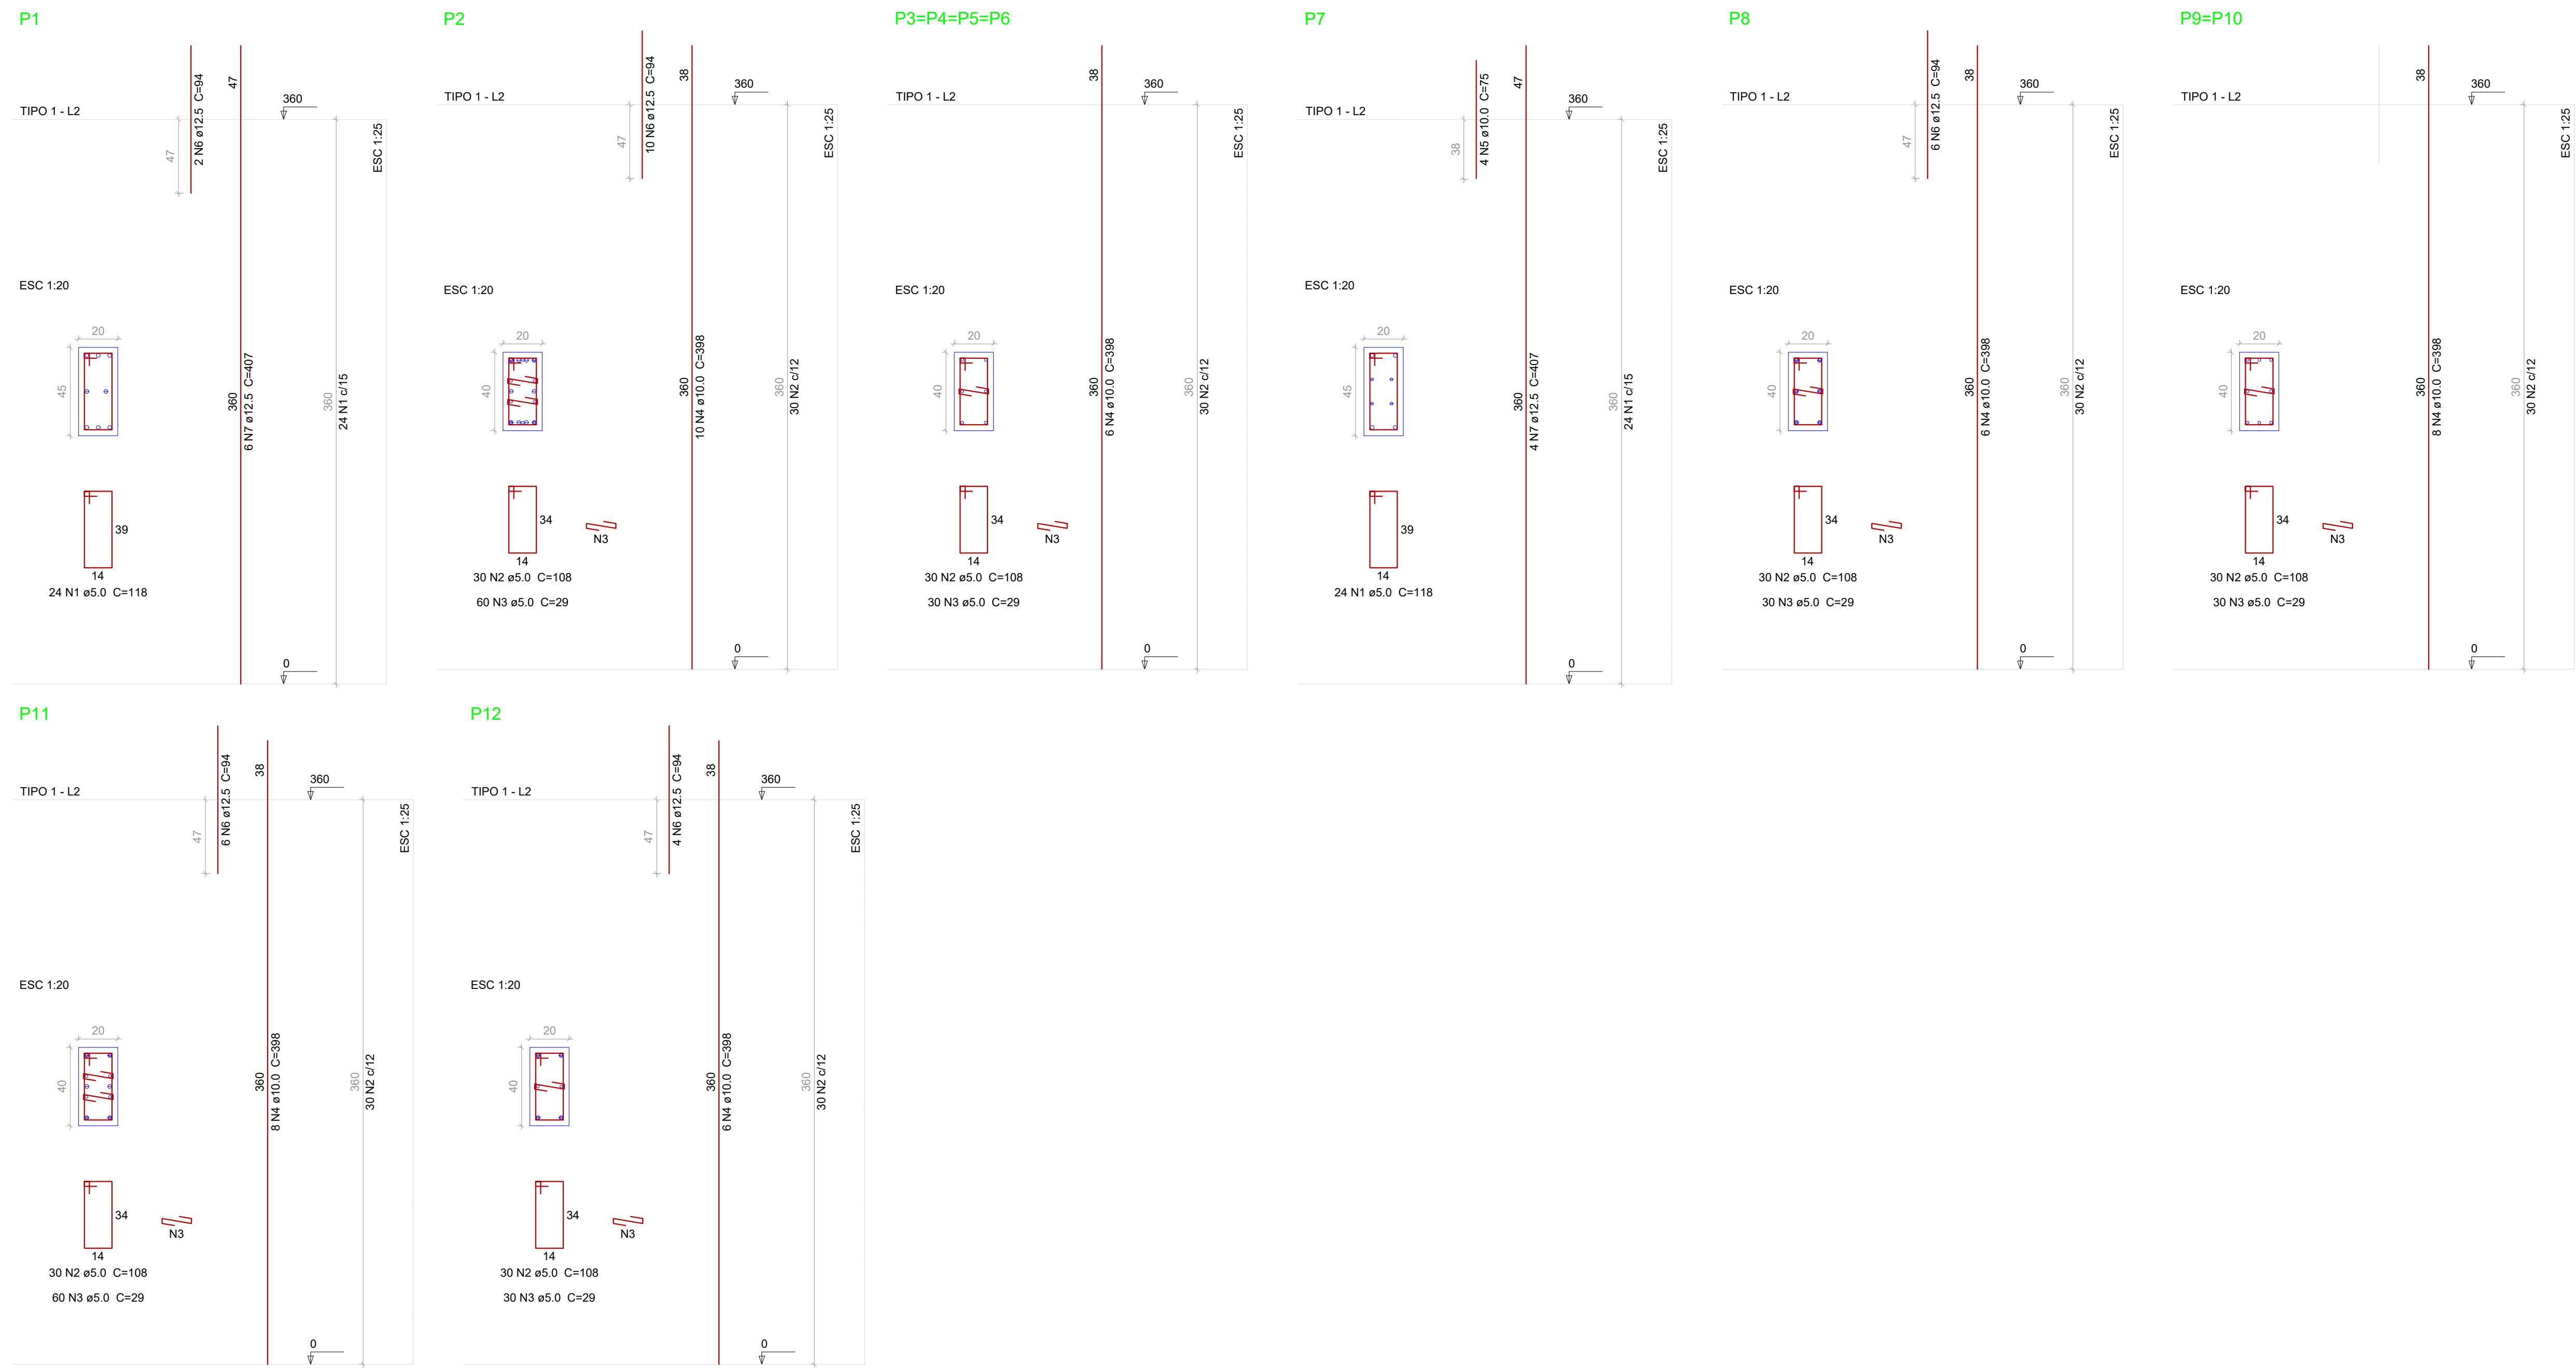 P1
47
2 N6 ø12.5 C=94
360
TIPO 1 - L2
47
ESC 1:25
ESC 1:20
20
45
360
6 N7 ø12.5 C=407
360
24 N1 c/15
39
14
24 N1 ø5.0 C=118
0
P2
38
10 N6 ø12.5 C=94
360
TIPO 1 - L2
47
ESC 1:25
ESC 1:20
20
40
360
10 N4 ø10.0 C=398
360
30 N2 c/12
34
14
N3
30 N2 ø5.0 C=108
60 N3 ø5.0 C=29
0
P3=P4=P5=P6
38
360
TIPO 1 - L2
ESC 1:25
ESC 1:20
20
40
360
6 N4 ø10.0 C=398
360
30 N2 c/12
34
14
N3
30 N2 ø5.0 C=108
30 N3 ø5.0 C=29
0
P7
47
4 N5 ø10.0 C=75
360
TIPO 1 - L2
38
ESC 1:25
ESC 1:20
20
45
360
4 N7 ø12.5 C=407
360
24 N1 c/15
39
14
24 N1 ø5.0 C=118
0
P8
38
6 N6 ø12.5 C=94
360
TIPO 1 - L2
47
ESC 1:25
ESC 1:20
20
40
360
6 N4 ø10.0 C=398
360
30 N2 c/12
34
14
N3
30 N2 ø5.0 C=108
30 N3 ø5.0 C=29
0
P9=P10
38
360
TIPO 1 - L2
ESC 1:25
ESC 1:20
20
40
360
8 N4 ø10.0 C=398
360
30 N2 c/12
34
14
N3
30 N2 ø5.0 C=108
30 N3 ø5.0 C=29
0
P11
38
6 N6 ø12.5 C=94
360
TIPO 1 - L2
47
ESC 1:25
ESC 1:20
20
40
360
8 N4 ø10.0 C=398
360
30 N2 c/12
34
14
N3
30 N2 ø5.0 C=108
60 N3 ø5.0 C=29
0
P12
38
4 N6 ø12.5 C=94
360
TIPO 1 - L2
47
ESC 1:25
ESC 1:20
20
40
360
6 N4 ø10.0 C=398
360
30 N2 c/12
34
14
N3
30 N2 ø5.0 C=108
30 N3 ø5.0 C=29
0